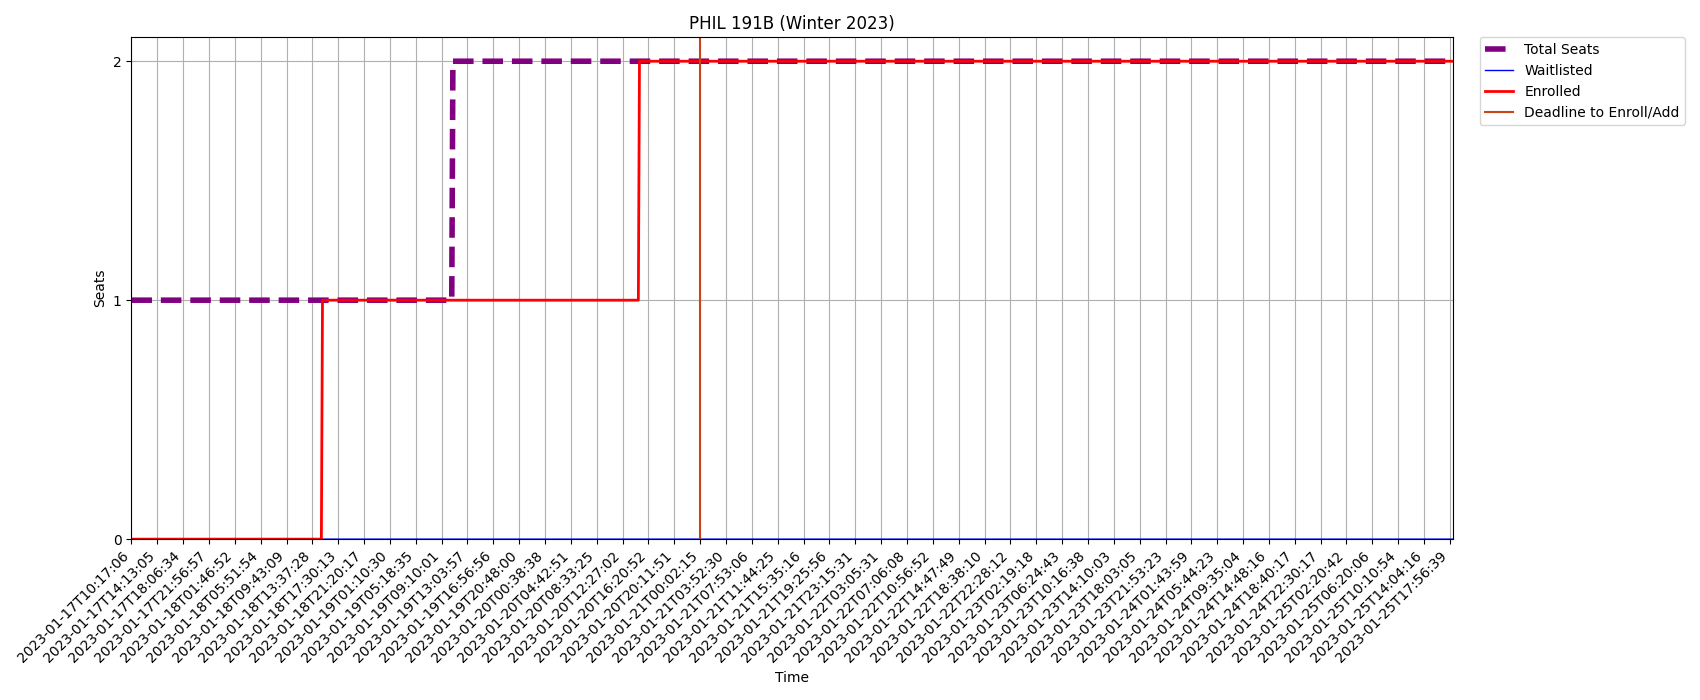 PHIL 191B (Winter 2023)
Total Seats
Waitlisted
Enrolled
Deadline to Enroll/Add
Seats
2
1
0
2023-01-17T10:17:06
2023-01-17T14:13:05
2023-01-17T18:06:34
2023-01-17T21:56:57
2023-01-18T01:46:52
2023-01-18T05:51:54
2023-01-18T09:43:09
2023-01-18T13:37:28
2023-01-18T17:30:13
2023-01-18T21:20:17
2023-01-19T01:10:30
2023-01-19T05:18:35
2023-01-19T09:10:01
2023-01-19T13:03:57
2023-01-19T16:56:56
2023-01-19T20:48:00
2023-01-20T00:38:38
2023-01-20T04:42:51
2023-01-20T08:33:25
2023-01-20T12:27:02
2023-01-20T16:20:52
2023-01-20T20:11:51
2023-01-21T00:02:15
2023-01-21T03:52:30
2023-01-21T07:53:06
2023-01-21T11:44:25
2023-01-21T15:35:16
2023-01-21T19:25:56
2023-01-21T23:15:31
2023-01-22T03:05:31
2023-01-22T07:06:08
2023-01-22T10:56:52
2023-01-22T14:47:49
2023-01-22T18:38:10
2023-01-22T22:28:12
2023-01-23T02:19:18
2023-01-23T06:24:43
2023-01-23T10:16:38
2023-01-23T14:10:03
2023-01-23T18:03:05
2023-01-23T21:53:23
2023-01-24T01:43:59
2023-01-24T05:44:23
2023-01-24T09:35:04
2023-01-24T14:48:16
2023-01-24T18:40:17
2023-01-24T22:30:17
2023-01-25T02:20:42
2023-01-25T06:20:06
2023-01-25T10:10:54
2023-01-25T14:04:16
2023-01-25T17:56:39
Time